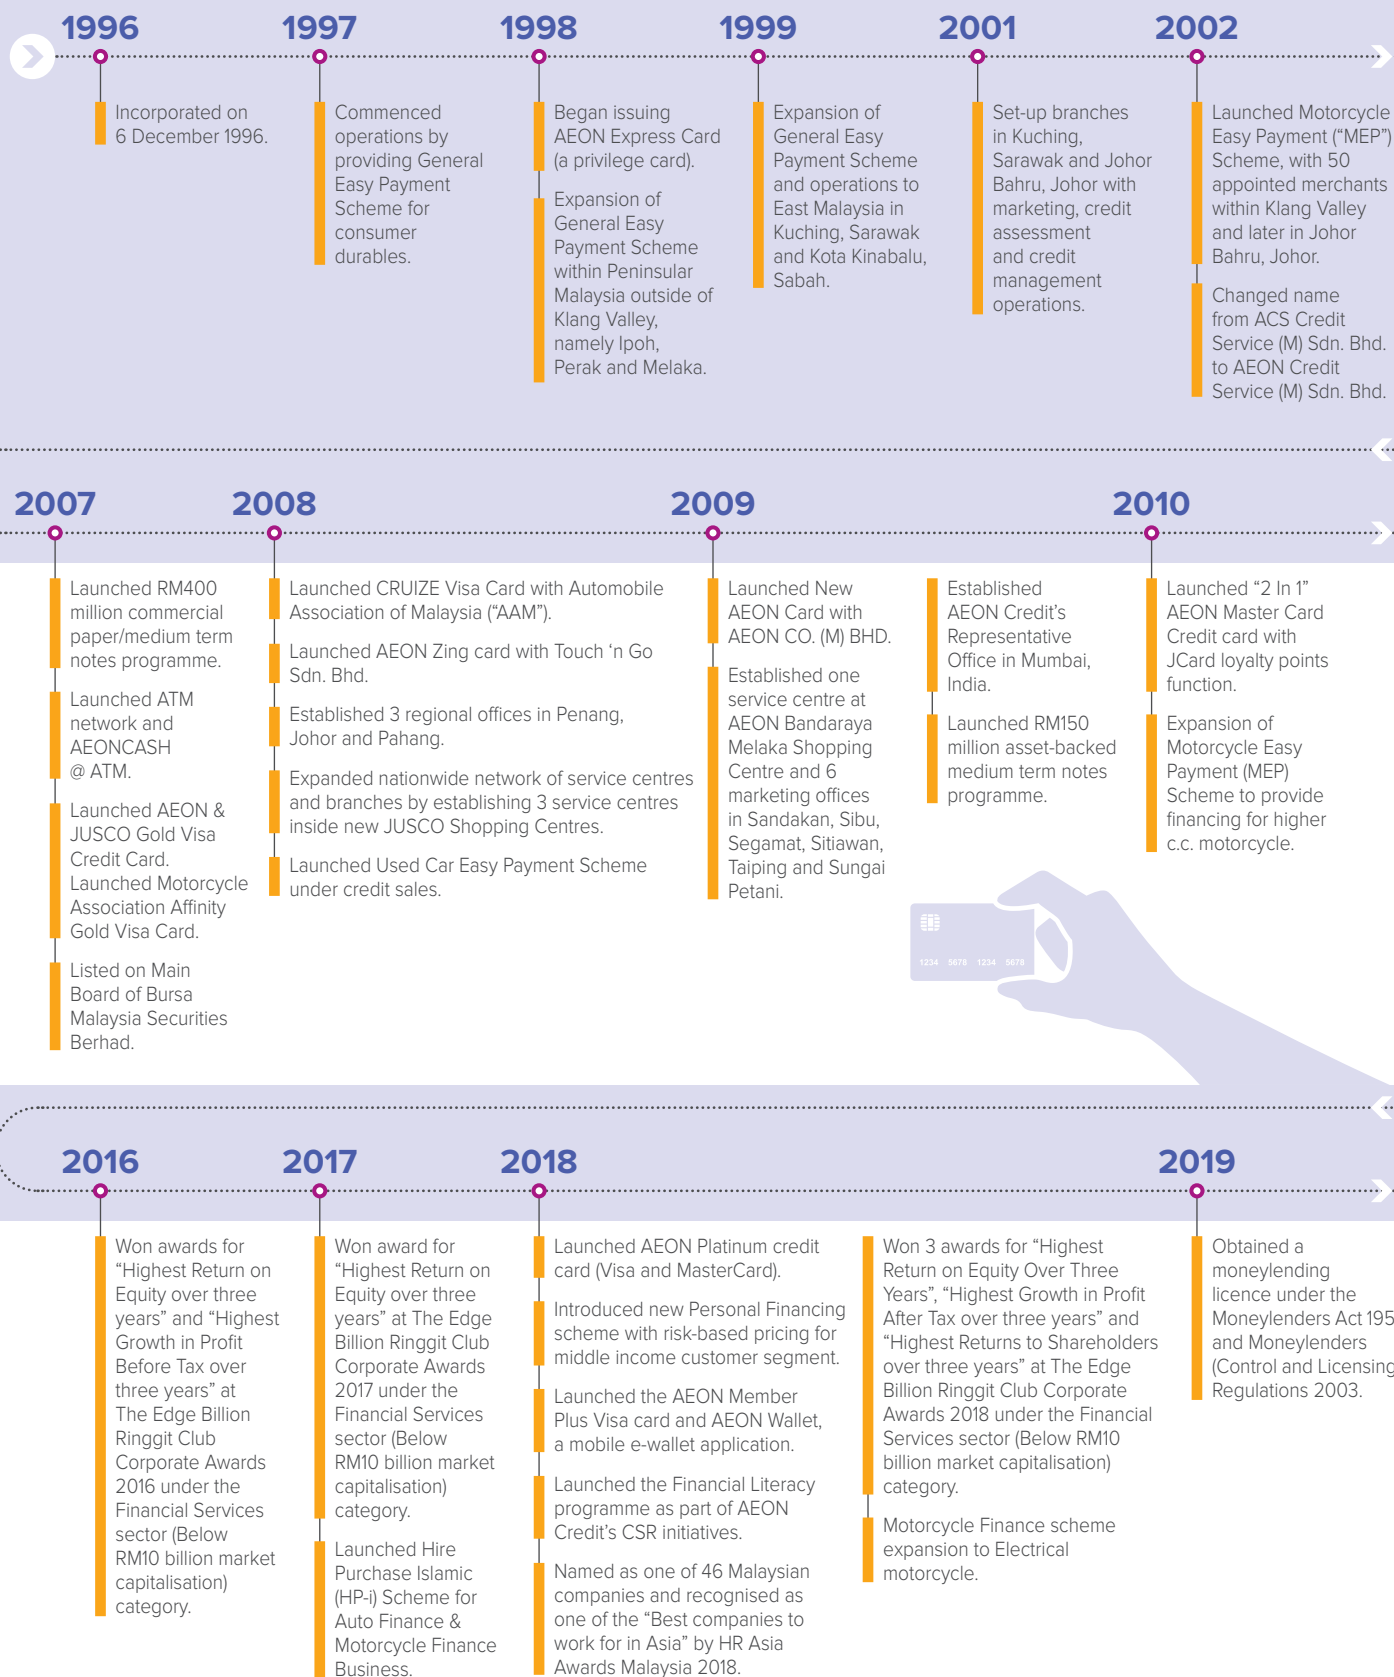 1996
Incorporated on
6 December 1996.
1997
Commenced
operations by
providing General
Easy Payment
Scheme for
consumer
durables.
1998
Began issuing
AEON Express Card
(a privilege card).
Expansion of
General Easy
Payment Scheme
within Peninsular
Malaysia outside of
Klang Valley,
namely Ipoh,
Perak and Melaka.
1999
Expansion of
General Easy
Payment Scheme
and operations to
East Malaysia in
Kuching, Sarawak
and Kota Kinabalu,
Sabah.
2001
Set-up branches
in Kuching,
Sarawak and Johor
Bahru, Johor with
marketing, credit
assessment
and credit
management
operations.
2002
Launched Motorcycle
Easy Payment (“MEP”)
Scheme, with 50
appointed merchants
within Klang Valley
and later in Johor
Bahru, Johor.
Changed name
from ACS Credit
Service (M) Sdn. Bhd.
to AEON Credit
Service (M) Sdn. Bhd.
2007
Launched RM400
million commercial
paper/medium term
notes programme.
Launched ATM
network and
AEONCASH
@ ATM.
Launched AEON &
JUSCO Gold Visa
Credit Card.
Launched Motorcycle
Association Affinity
Gold Visa Card.
Listed on Main
Board of Bursa
Malaysia Securities
Berhad.
2008
Launched CRUIZE Visa Card with Automobile
Association of Malaysia (“AAM”).
Launched AEON Zing card with Touch ‘n Go
Sdn. Bhd.
Established 3 regional offices in Penang,
Johor and Pahang.
Expanded nationwide network of service centres
and branches by establishing 3 service centres
inside new JUSCO Shopping Centres.
Launched Used Car Easy Payment Scheme
under credit sales.
2009
Launched New
AEON Card with
AEON CO. (M) BHD.
Established one
service centre at
AEON Bandaraya
Melaka Shopping
Centre and 6
marketing offices
in Sandakan, Sibu,
Segamat, Sitiawan,
Taiping and Sungai
Petani.
Established
AEON Credit’s
Representative
Office in Mumbai,
India.
Launched RM150
million asset-backed
medium term notes
programme.
2010
Launched “2 In 1”
AEON Master Card
Credit card with
JCard loyalty points
function.
Expansion of
Motorcycle Easy
Payment (MEP)
Scheme to provide
financing for higher
c.c. motorcycle.
1234 5678 1234 5678
2016
Won awards for
“Highest Return on
Equity over three
years” and “Highest
Growth in Profit
Before Tax over
three years” at
The Edge Billion
Ringgit Club
Corporate Awards
2016 under the
Financial Services
sector (Below
RM10 billion market
capitalisation)
category.
2017
Won award for
“Highest Return on
Equity over three
years” at The Edge
Billion Ringgit Club
Corporate Awards
2017 under the
Financial Services
sector (Below
RM10 billion market
capitalisation)
category.
Launched Hire
Purchase Islamic
(HP-i) Scheme for
Auto Finance &
Motorcycle Finance
Business.
2018
Launched AEON Platinum credit
card (Visa and MasterCard).
Introduced new Personal Financing
scheme with risk-based pricing for
middle income customer segment.
Launched the AEON Member
Plus Visa card and AEON Wallet,
a mobile e-wallet application.
Launched the Financial Literacy
programme as part of AEON
Credit’s CSR initiatives.
Named as one of 46 Malaysian
companies and recognised as
one of the “Best companies to
work for in Asia” by HR Asia
Awards Malaysia 2018.
Won 3 awards for “Highest
Return on Equity Over Three
Years”, “Highest Growth in Profit
After Tax over three years” and
“Highest Returns to Shareholders
over three years” at The Edge
Billion Ringgit Club Corporate
Awards 2018 under the Financial
Services sector (Below RM10
billion market capitalisation)
category.
Motorcycle Finance scheme
expansion to Electrical
motorcycle.
2019
Obtained a
moneylending
licence under the
Moneylenders Act 195
and Moneylenders
(Control and Licensing
Regulations 2003.